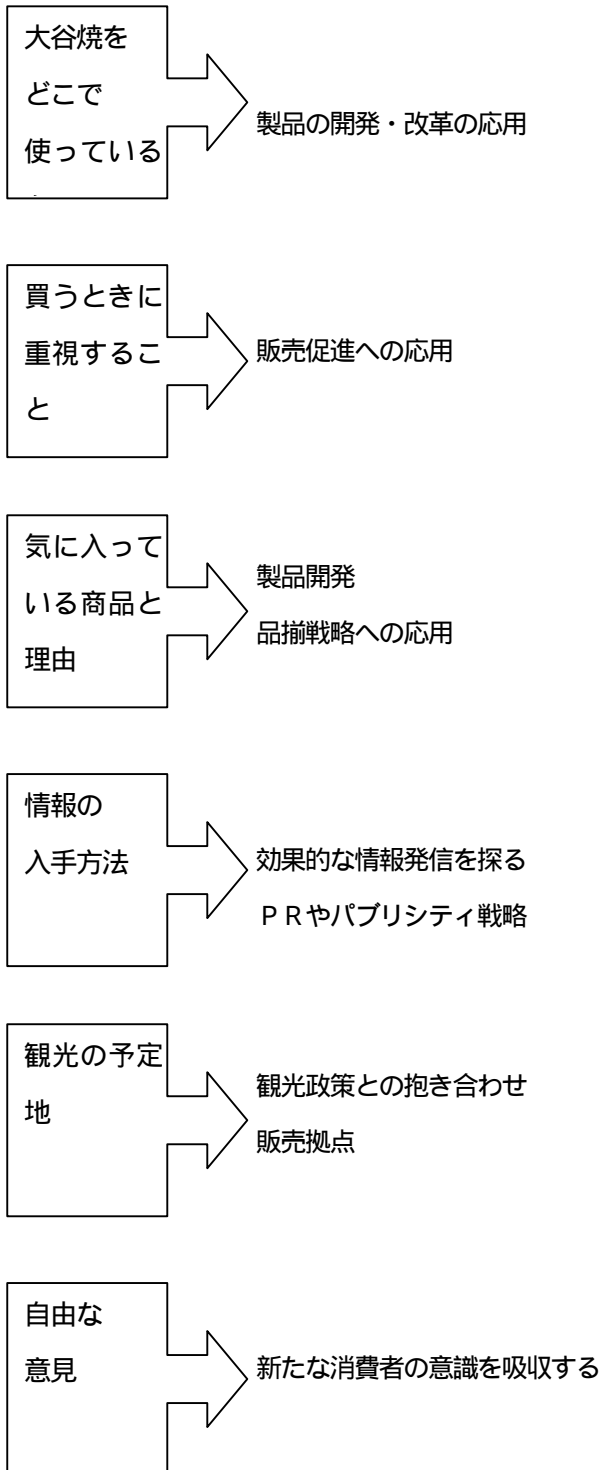 大谷焼を
どこで
使っている
製品の開発・改革の応用
買うときに
重視するこ
と
販売促進への応用
気に入って
いる商品と
理由
製品開発
品揃戦略への応用
情報の
入手方法
効果的な情報発信を探る
ＰＲやパブリシティ戦略
観光の予定
地
観光政策との抱き合わせ
販売拠点
自由な
意見
新たな消費者の意識を吸収する